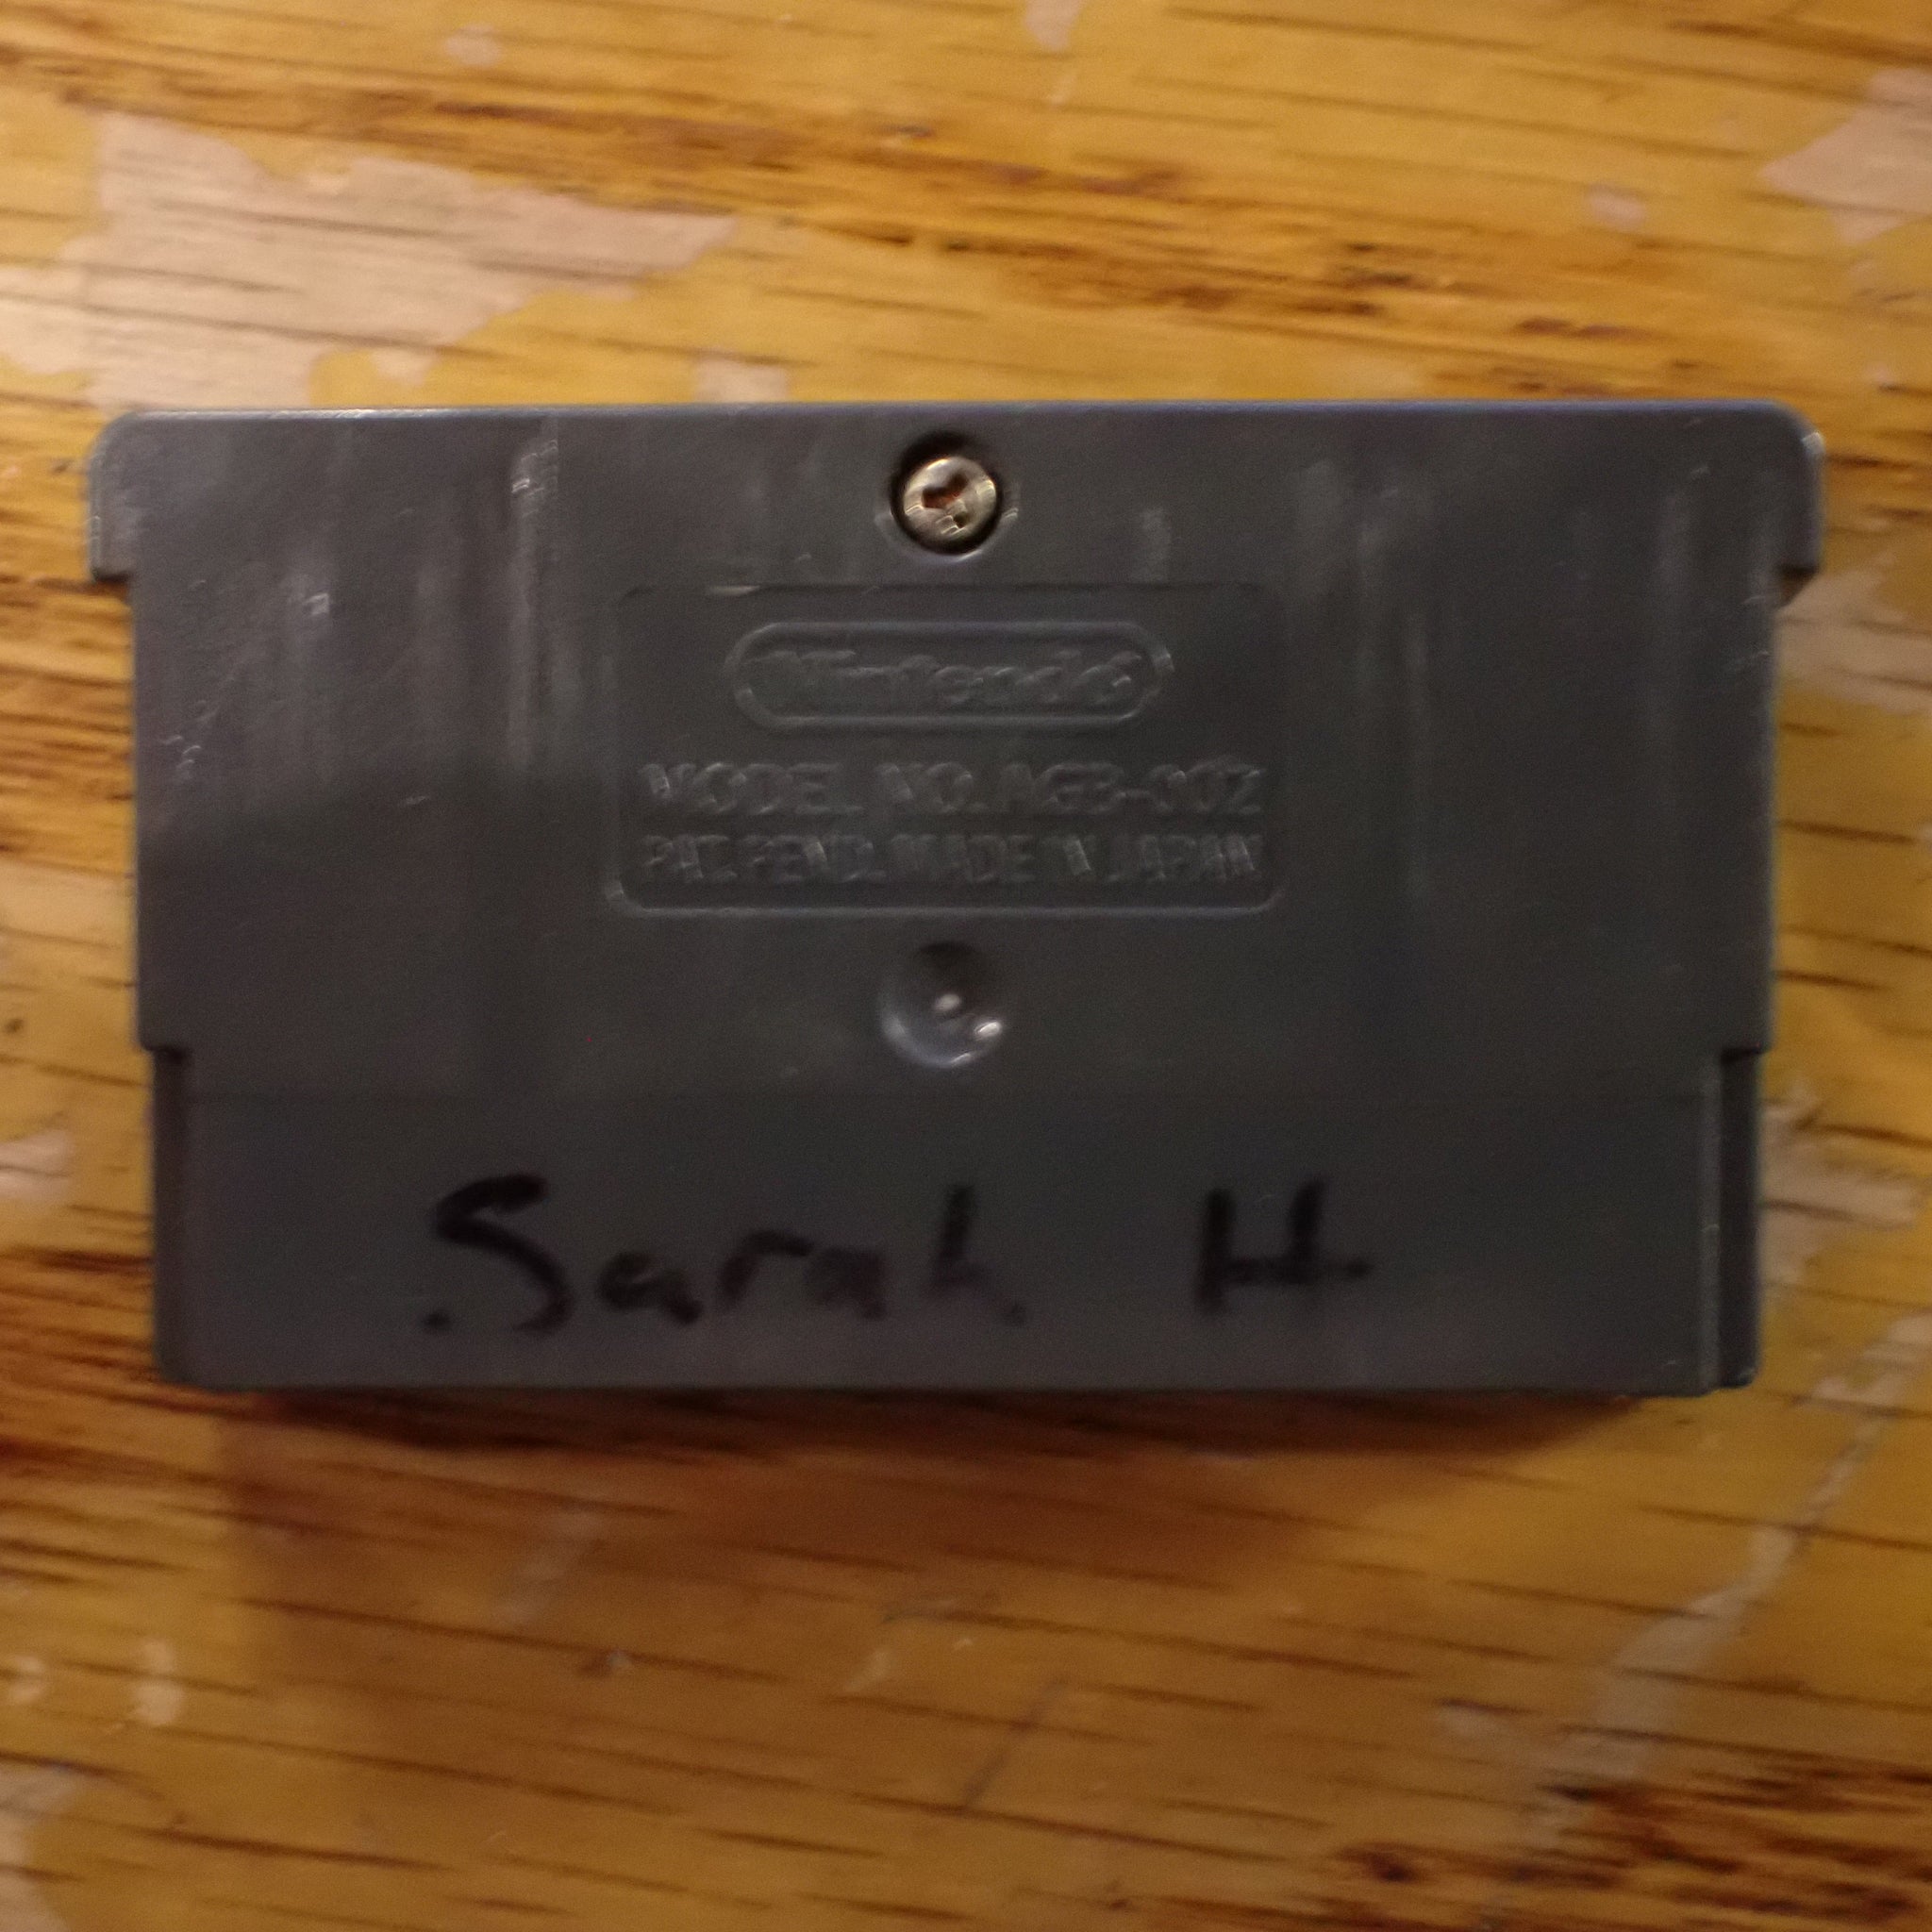 Nintendo
MODEL NO. AGB-002
PAT. PEND. MADE IN JAPAN
Sarah H